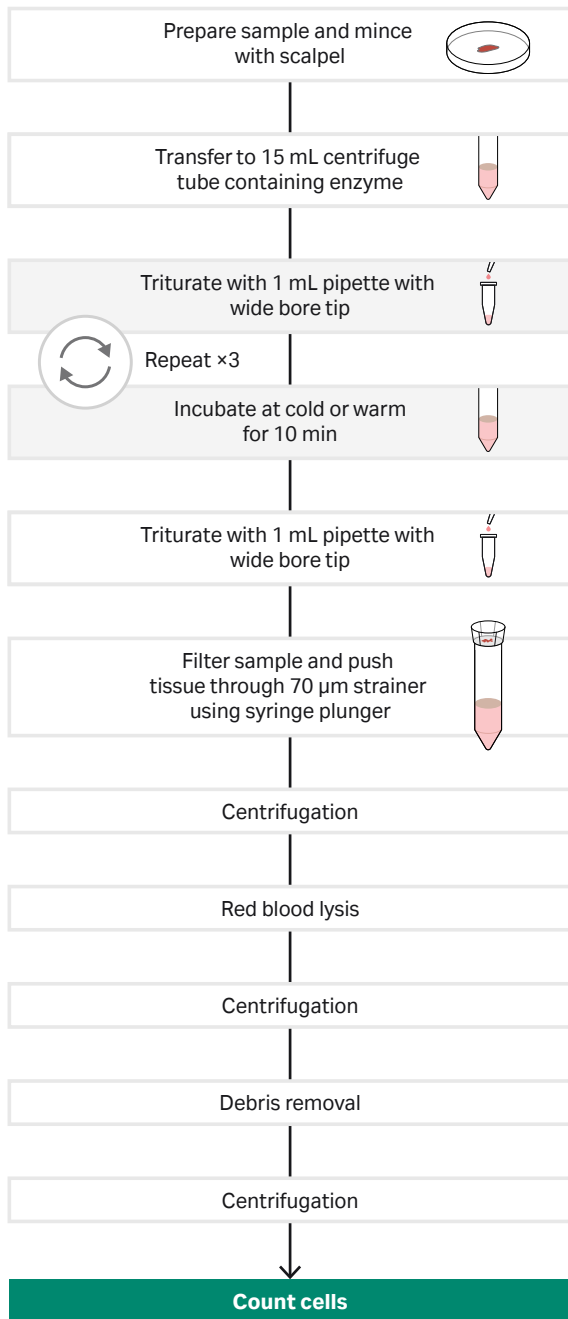 Prepare sample and mince
with scalpel
Transfer to 15 mL centrifuge
tube containing enzyme
Triturate with 1 mL pipette with
wide bore tip
Repeat ×3
Incubate at cold or warm
for 10 min
Triturate with 1 mL pipette with
wide bore tip
Filter sample and push
tissue through 70 μm strainer
using syringe plunger
Centrifugation
Red blood lysis
Centrifugation
Debris removal
Centrifugation
Count cells